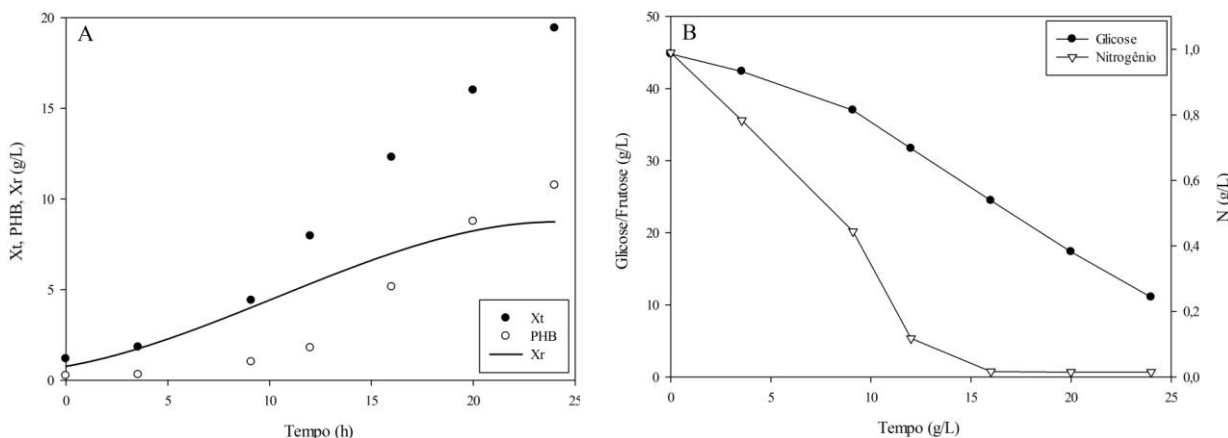 A
Xt, PHB, Xr (g/L)
20
15
10
5
0
0 5 10 15 20 25
Tempo (h)
Xt
PHB
Xr
B
Glicose/Frutose (g/L)
50
40
30
20
10
0
0 5 10 15 20 25
Tempo (g/L)
Glicose
Nitrogênio
1,0
0,8
0,6
0,4
0,2
0,0
N (g/L)